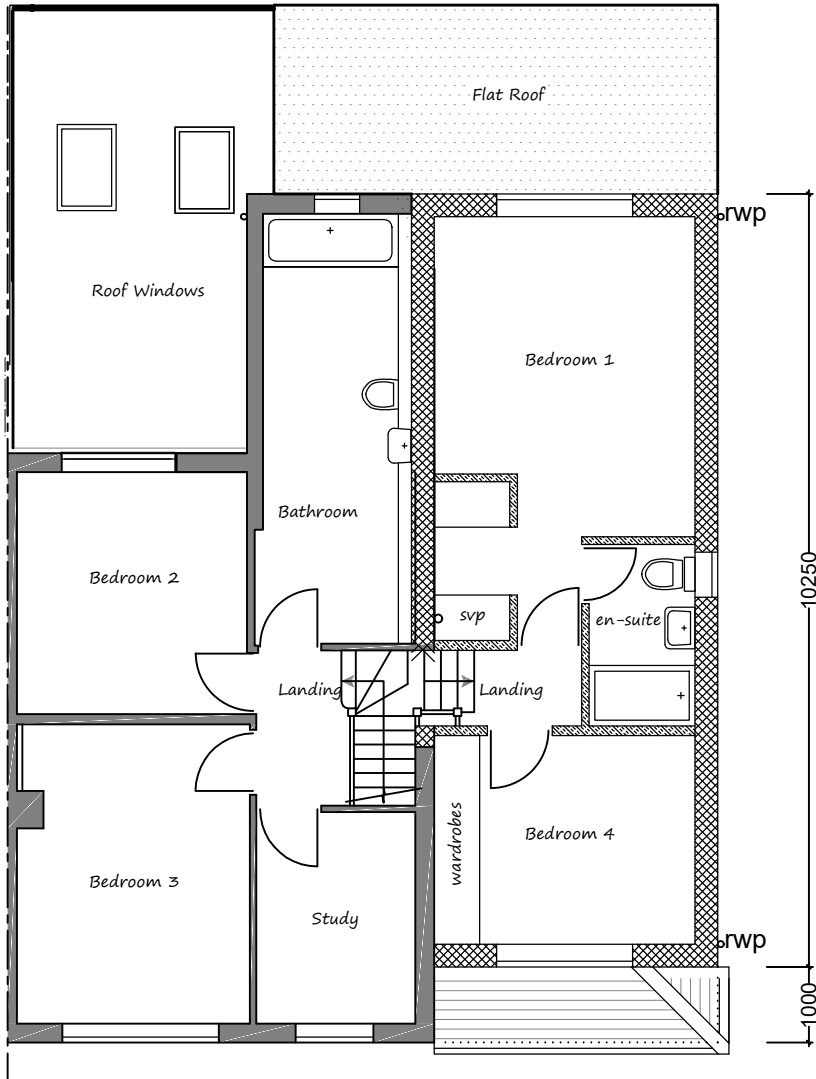 Flat Roof
rwp
Roof Windows
Bedroom 1
Bathroom
Bedroom 2
10250
svp
en-suite
Landing
Landing
wardrobes
Bedroom 4
Bedroom 3
Study
rwp
1000